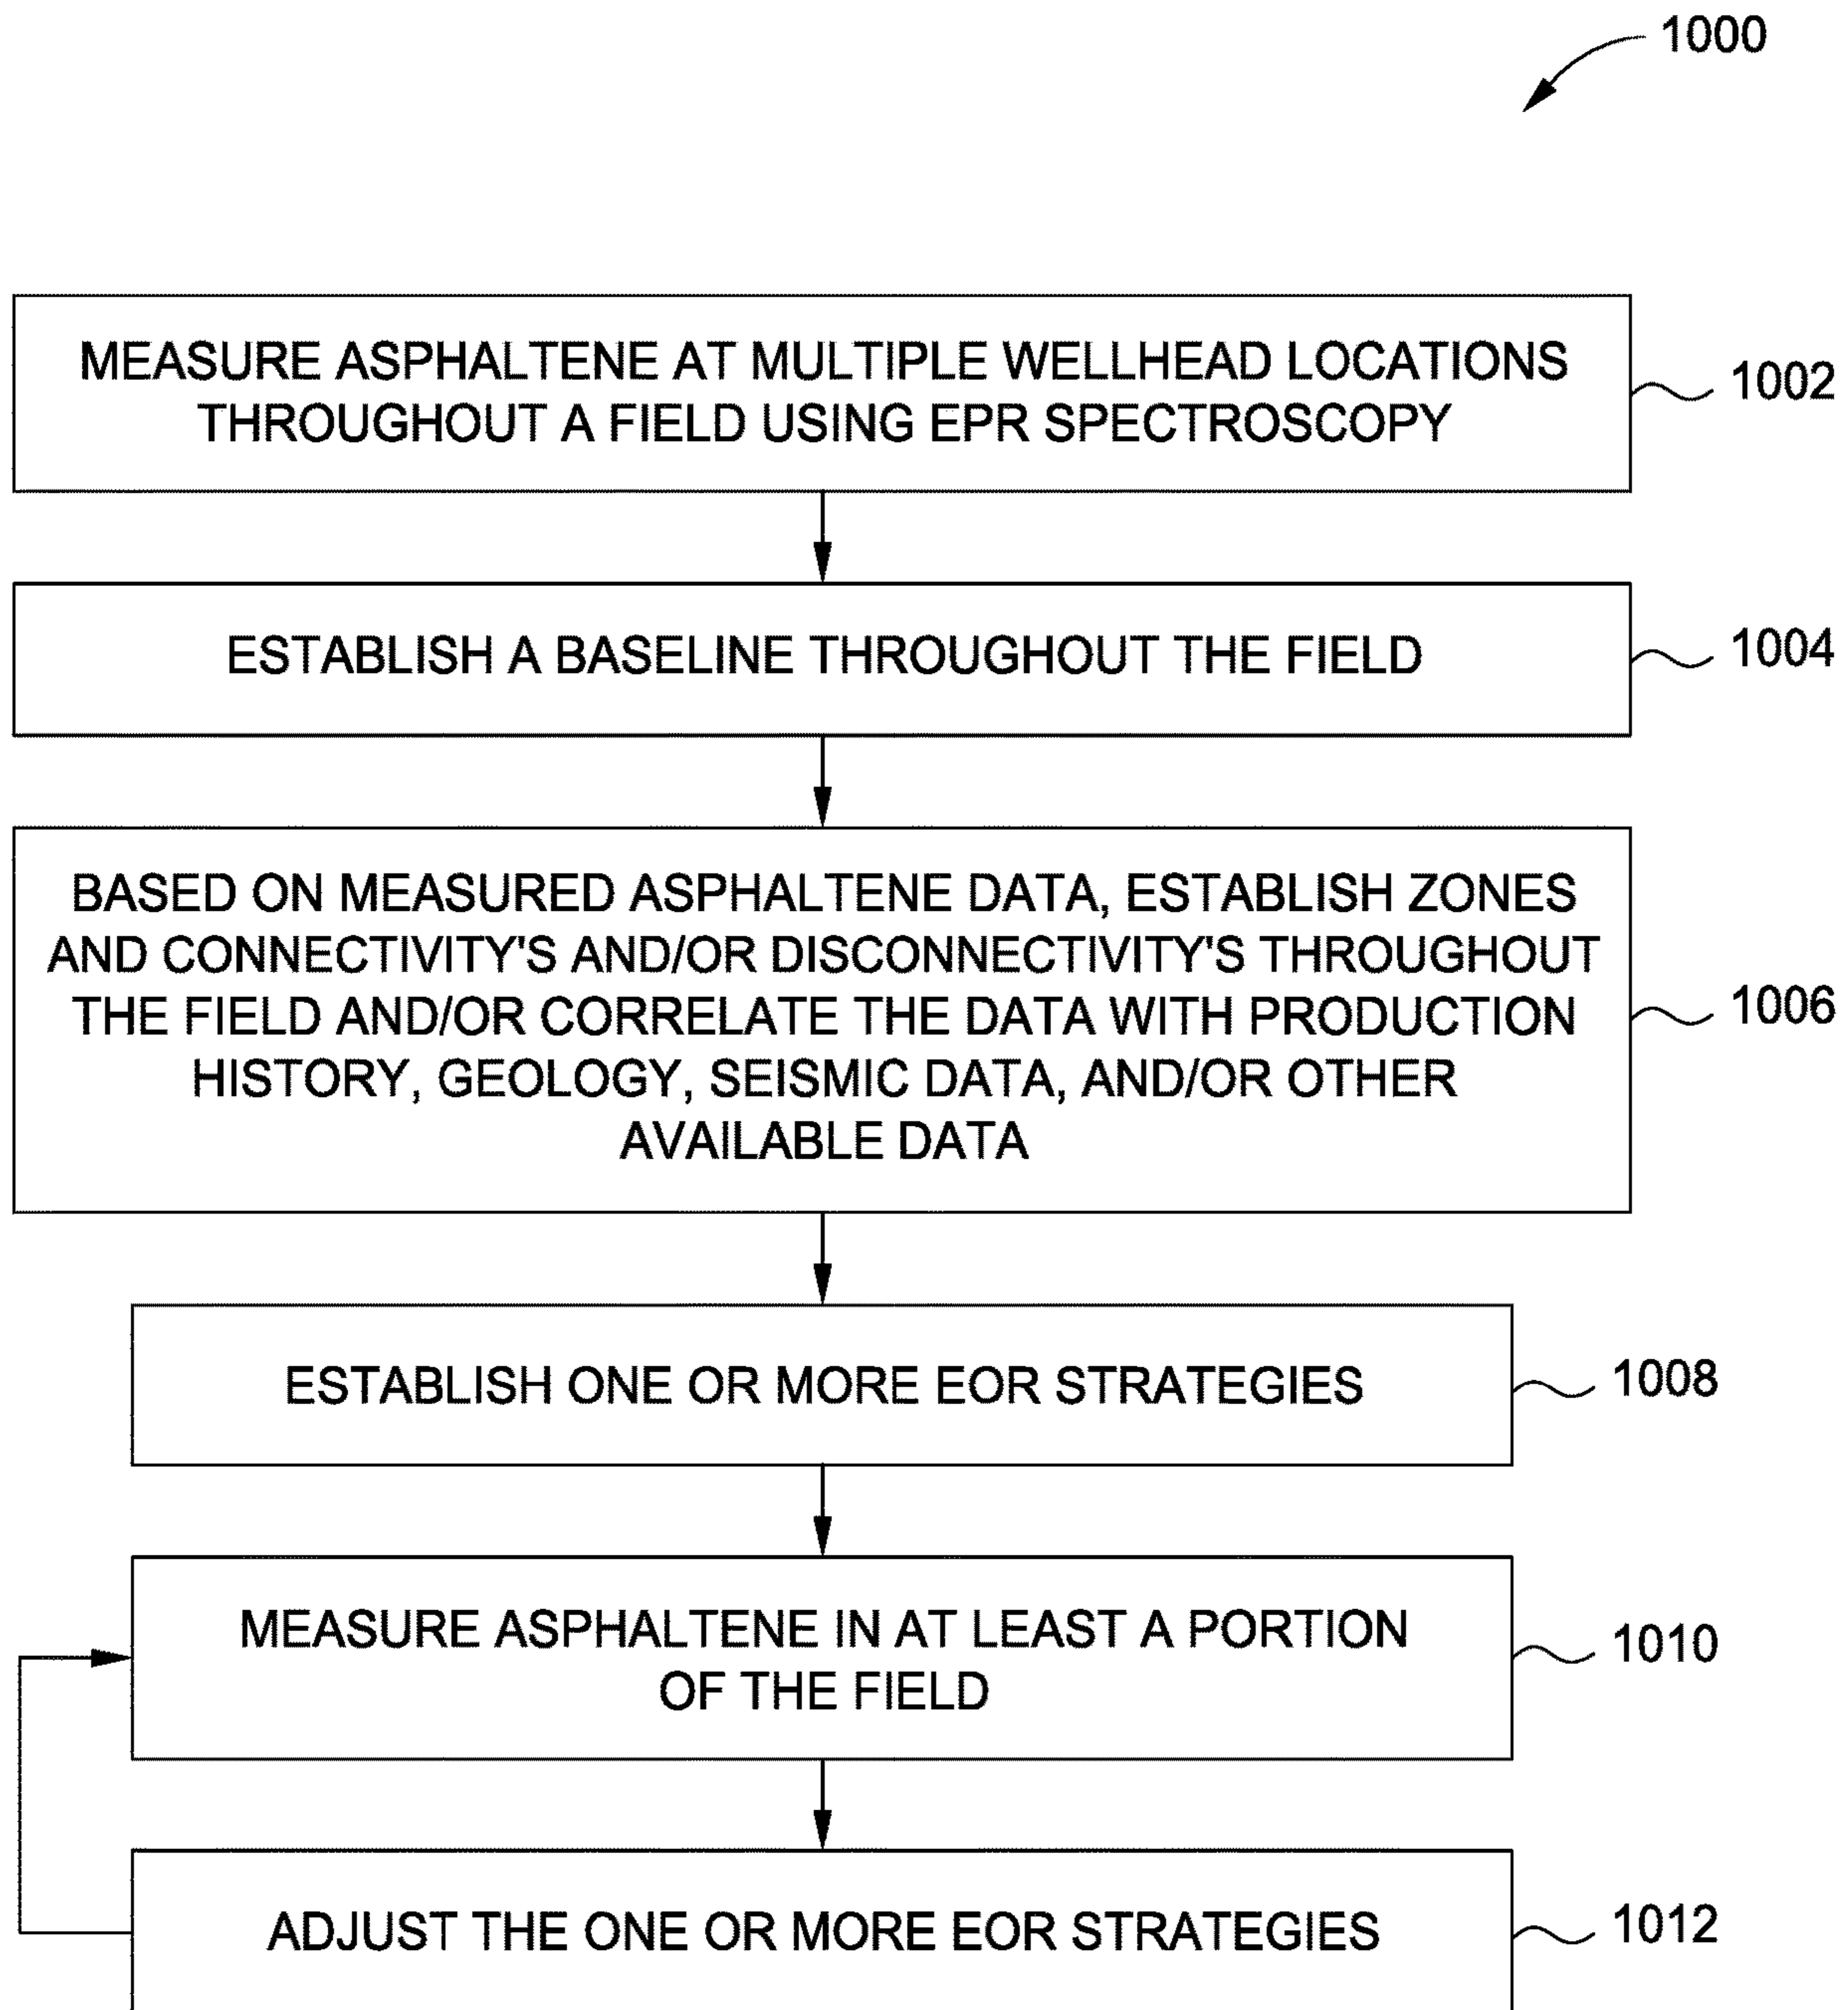 1000
MEASURE ASPHALTENE AT MULTIPLE WELLHEAD LOCATIONS
THROUGHOUT A FIELD USING EPR SPECTROSCOPY
1002
ESTABLISH A BASELINE THROUGHOUT THE FIELD
1004
BASED ON MEASURED ASPHALTENE DATA, ESTABLISH ZONES
AND CONNECTIVITY'S AND/OR DISCONNECTIVITY'S THROUGHOUT
THE FIELD AND/OR CORRELATE THE DATA WITH PRODUCTION
HISTORY, GEOLOGY, SEISMIC DATA, AND/OR OTHER
AVAILABLE DATA
1006
ESTABLISH ONE OR MORE EOR STRATEGIES
1008
MEASURE ASPHALTENE IN AT LEAST A PORTION
OF THE FIELD
1010
ADJUST THE ONE OR MORE EOR STRATEGIES
1012